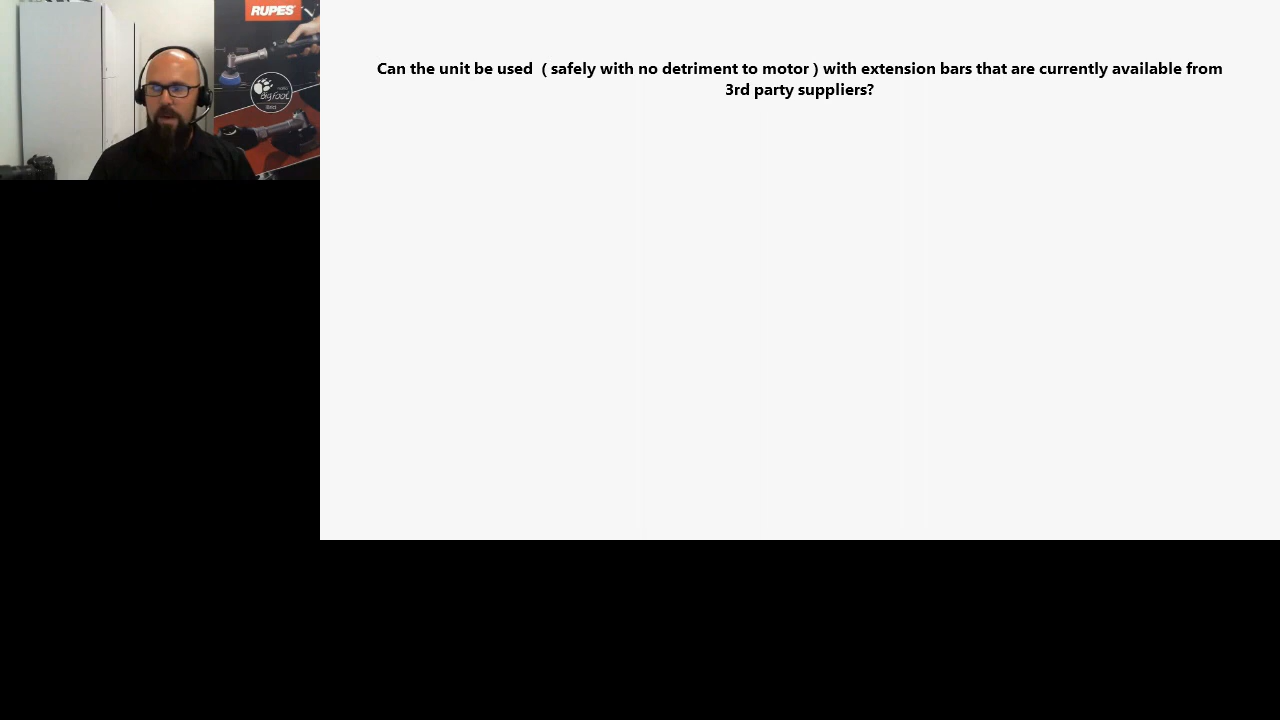 RUPES
BigFoot
Can the unit be used  ( safely with no detriment to motor ) with extension bars that are currently available from
3rd party suppliers?